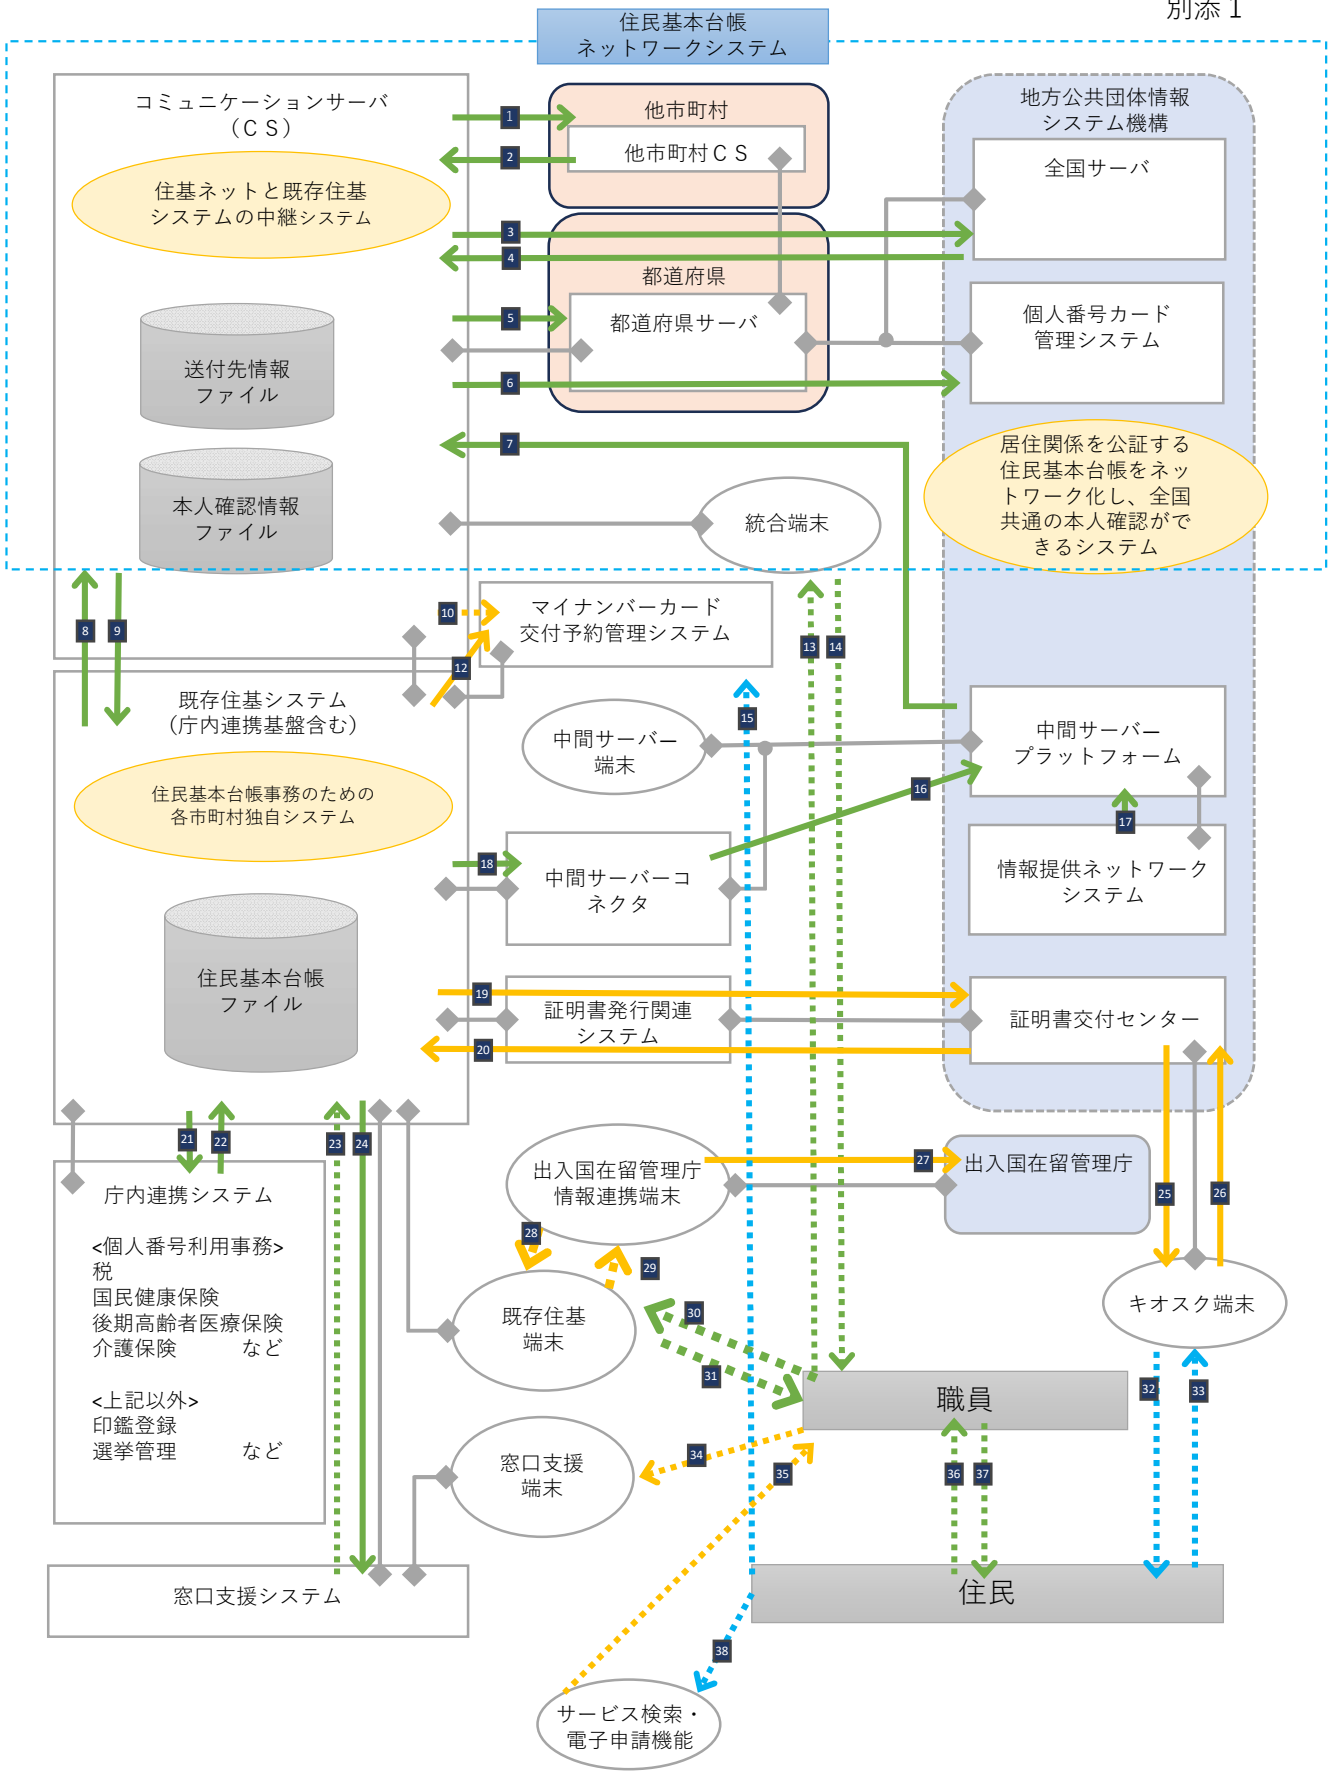 別添１
住民基本台帳
ネットワークシステム
コミュニケーションサーバ
（ＣＳ）
住基ネットと既存住基
システムの中継システム
送付先情報
ファイル
本人確認情報
ファイル
1
2
3
4
5
6
7
他市町村
他市町村ＣＳ
都道府県
都道府県サーバ
地方公共団体情報
システム機構
全国サーバ
個人番号カード
管理システム
居住関係を公証する
住民基本台帳をネッ
トワーク化し、全国
共通の本人確認がで
きるシステム
統合端末
8
9
10
12
マイナンバーカード
交付予約管理システム
13
14
既存住基システム
（庁内連携基盤含む）
住民基本台帳事務のための
各市町村独自システム
住民基本台帳
ファイル
15
中間サーバー
端末
中間サーバー
プラットフォーム
16
17
18
中間サーバーコ
ネクタ
情報提供ネットワーク
システム
19
証明書発行関連
システム
20
証明書交付センター
21
22
23
24
庁内連携システム
<個人番号利用事務>
税
国民健康保険
後期高齢者医療保険
介護保険　　　など
<上記以外>
印鑑登録
選挙管理　　　など
出入国在留管理庁
情報連携端末
27
出入国在留管理庁
25
26
28
29
既存住基
端末
30
31
キオスク端末
職員
32
33
窓口支援
端末
34
35
36
37
窓口支援システム
住民
38
サービス検索・
電子申請機能